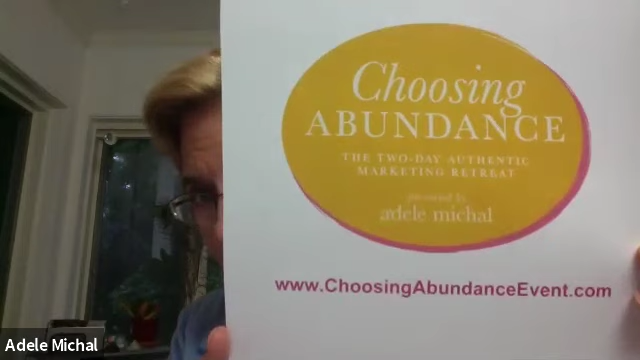 Choosing
ABUNDANCE
THE TWO-DAY AUTHENTIC
MARKETING RETREAT
presented by
adele michal
www.ChoosingAbundanceEvent.com
Adele Michal